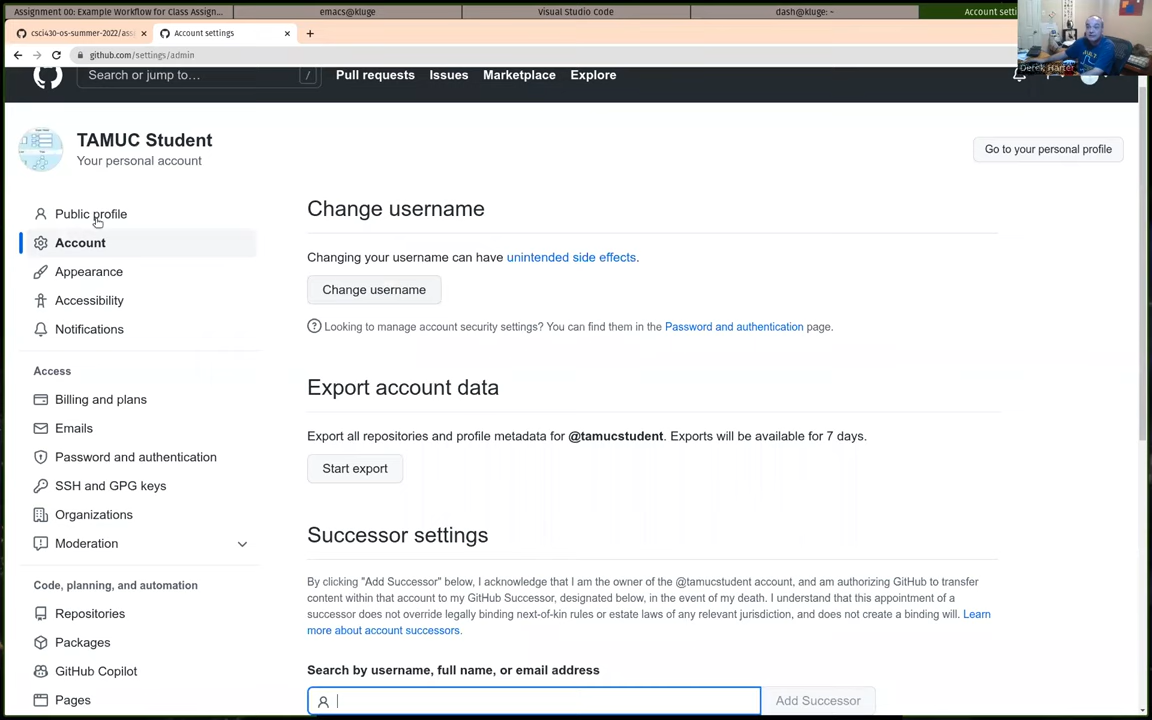 Assignment 00: Example Workflow for Class Assign...
emacs@kluge
Visual Studio Code
dash@kluge: ~
Account setti
csci430-os-summer-2022/ass
Account settings
github.com/settings/admin
Derek Harter
Search or jump to...
/
Pull requests
Issues
Marketplace
Explore
TAMUC Student
Your personal account
Go to your personal profile
Public profile
Account
Appearance
Accessibility
Notifications
Access
Billing and plans
Emails
Password and authentication
SSH and GPG keys
Organizations
Moderation
Code, planning, and automation
Repositories
Packages
GitHub Copilot
Pages
Change username
Changing your username can have unintended side effects.
Change username
Looking to manage account security settings? You can find them in the Password and authentication page.
Export account data
Export all repositories and profile metadata for @tamucstudent. Exports will be available for 7 days.
Start export
Successor settings
By clicking "Add Successor" below, I acknowledge that I am the owner of the @tamucstudent account, and am authorizing GitHub to transfer
content within that account to my GitHub Successor, designated below, in the event of my death. I understand that this appointment of a
successor does not override legally binding next-of-kin rules or estate laws of any relevant jurisdiction, and does not create a binding will. Learn
more about account successors.
Search by username, full name, or email address
Add Successor